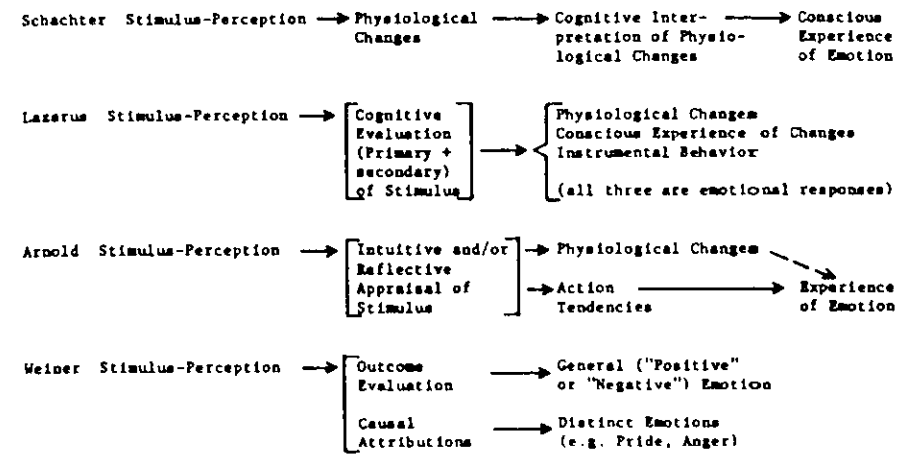 Schachter Stimulus-Perception Physiological Cognitive Inter- Conscious
Changes pretation of Physio- Experience
logical Changes of Emotion
Lazarus Stimulus-Perception Cognitive Physiological Changes
Evaluation Conscious Experience of Changes
(Primary + Instrumental Behavior
secondary)
of Stimulus (all three are emotional responses)
Arnold Stimulus-Perception Intuitive and/or Physiological Changes
Reflective
Appraisal of Action Experience
Stimulus Tendencies of Emotion
Weiner Stimulus-Perception Outcome General ("Positive"
Evaluation or "Negative") Emotion
Causal Distinct Emotions
Attributions (e.g. Pride, Anger)